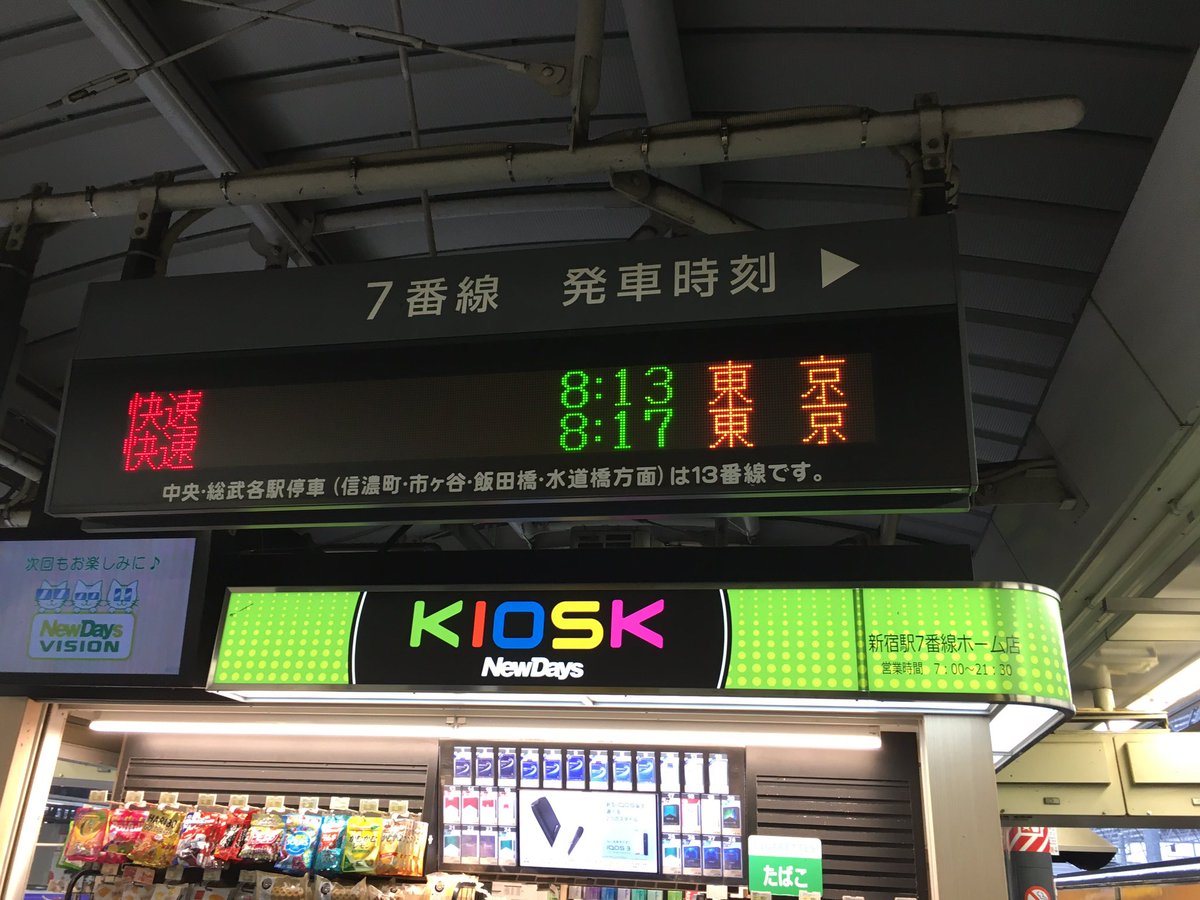 7番線 発車時刻 ▶
快速 8:13 東京
快速 8:17 東京
中央・総武各駅停車(信濃町・市ヶ谷・飯田橋・水道橋方面)は13番線です。
次回もお楽しみに♪
NewDays
VISION
KIOSK
NewDays
新宿駅7番線ホーム店
営業時間 7:00〜21:30
IQOS 3
たばこ